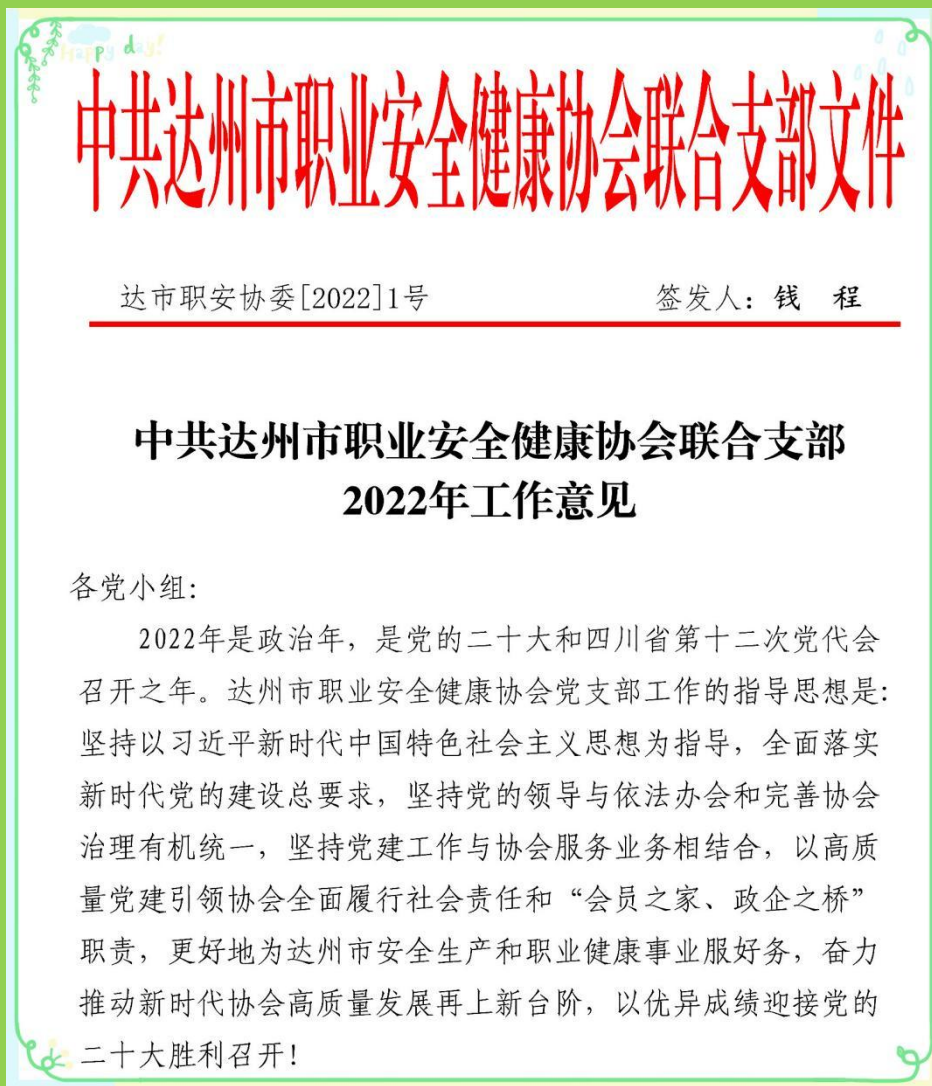 Happy day!
中共达州市职业安全健康协会联合支部文件
达市职安协委[2022]1号 签发人：钱 程
中共达州市职业安全健康协会联合支部
2022年工作意见
各党小组：
2022年是政治年，是党的二十大和四川省第十二次党代会
召开之年。达州市职业安全健康协会党支部工作的指导思想是：
坚持以习近平新时代中国特色社会主义思想为指导，全面落实
新时代党的建设总要求，坚持党的领导与依法办会和完善协会
治理有机统一，坚持党建工作与协会服务业务相结合，以高质
量党建引领协会全面履行社会责任和“会员之家、政企之桥”
职责，更好地为达州市安全生产和职业健康事业服好务，奋力
推动新时代协会高质量发展再上新台阶，以优异成绩迎接党的
二十大胜利召开！